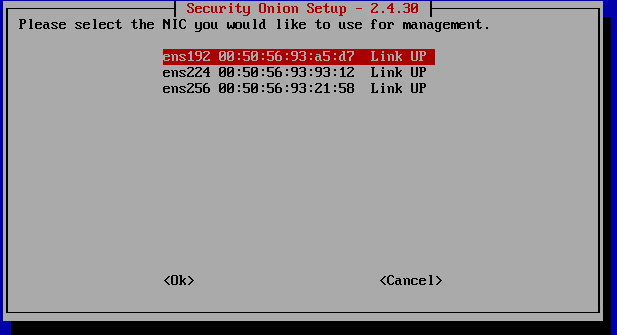 Security Onion Setup - 2.4.30
Please select the NIC you would like to use for management.
ens192 00:50:56:93:a5:d7  Link UP
ens224 00:50:56:93:93:12  Link UP
ens256 00:50:56:93:21:58  Link UP
<Ok> <Cancel>